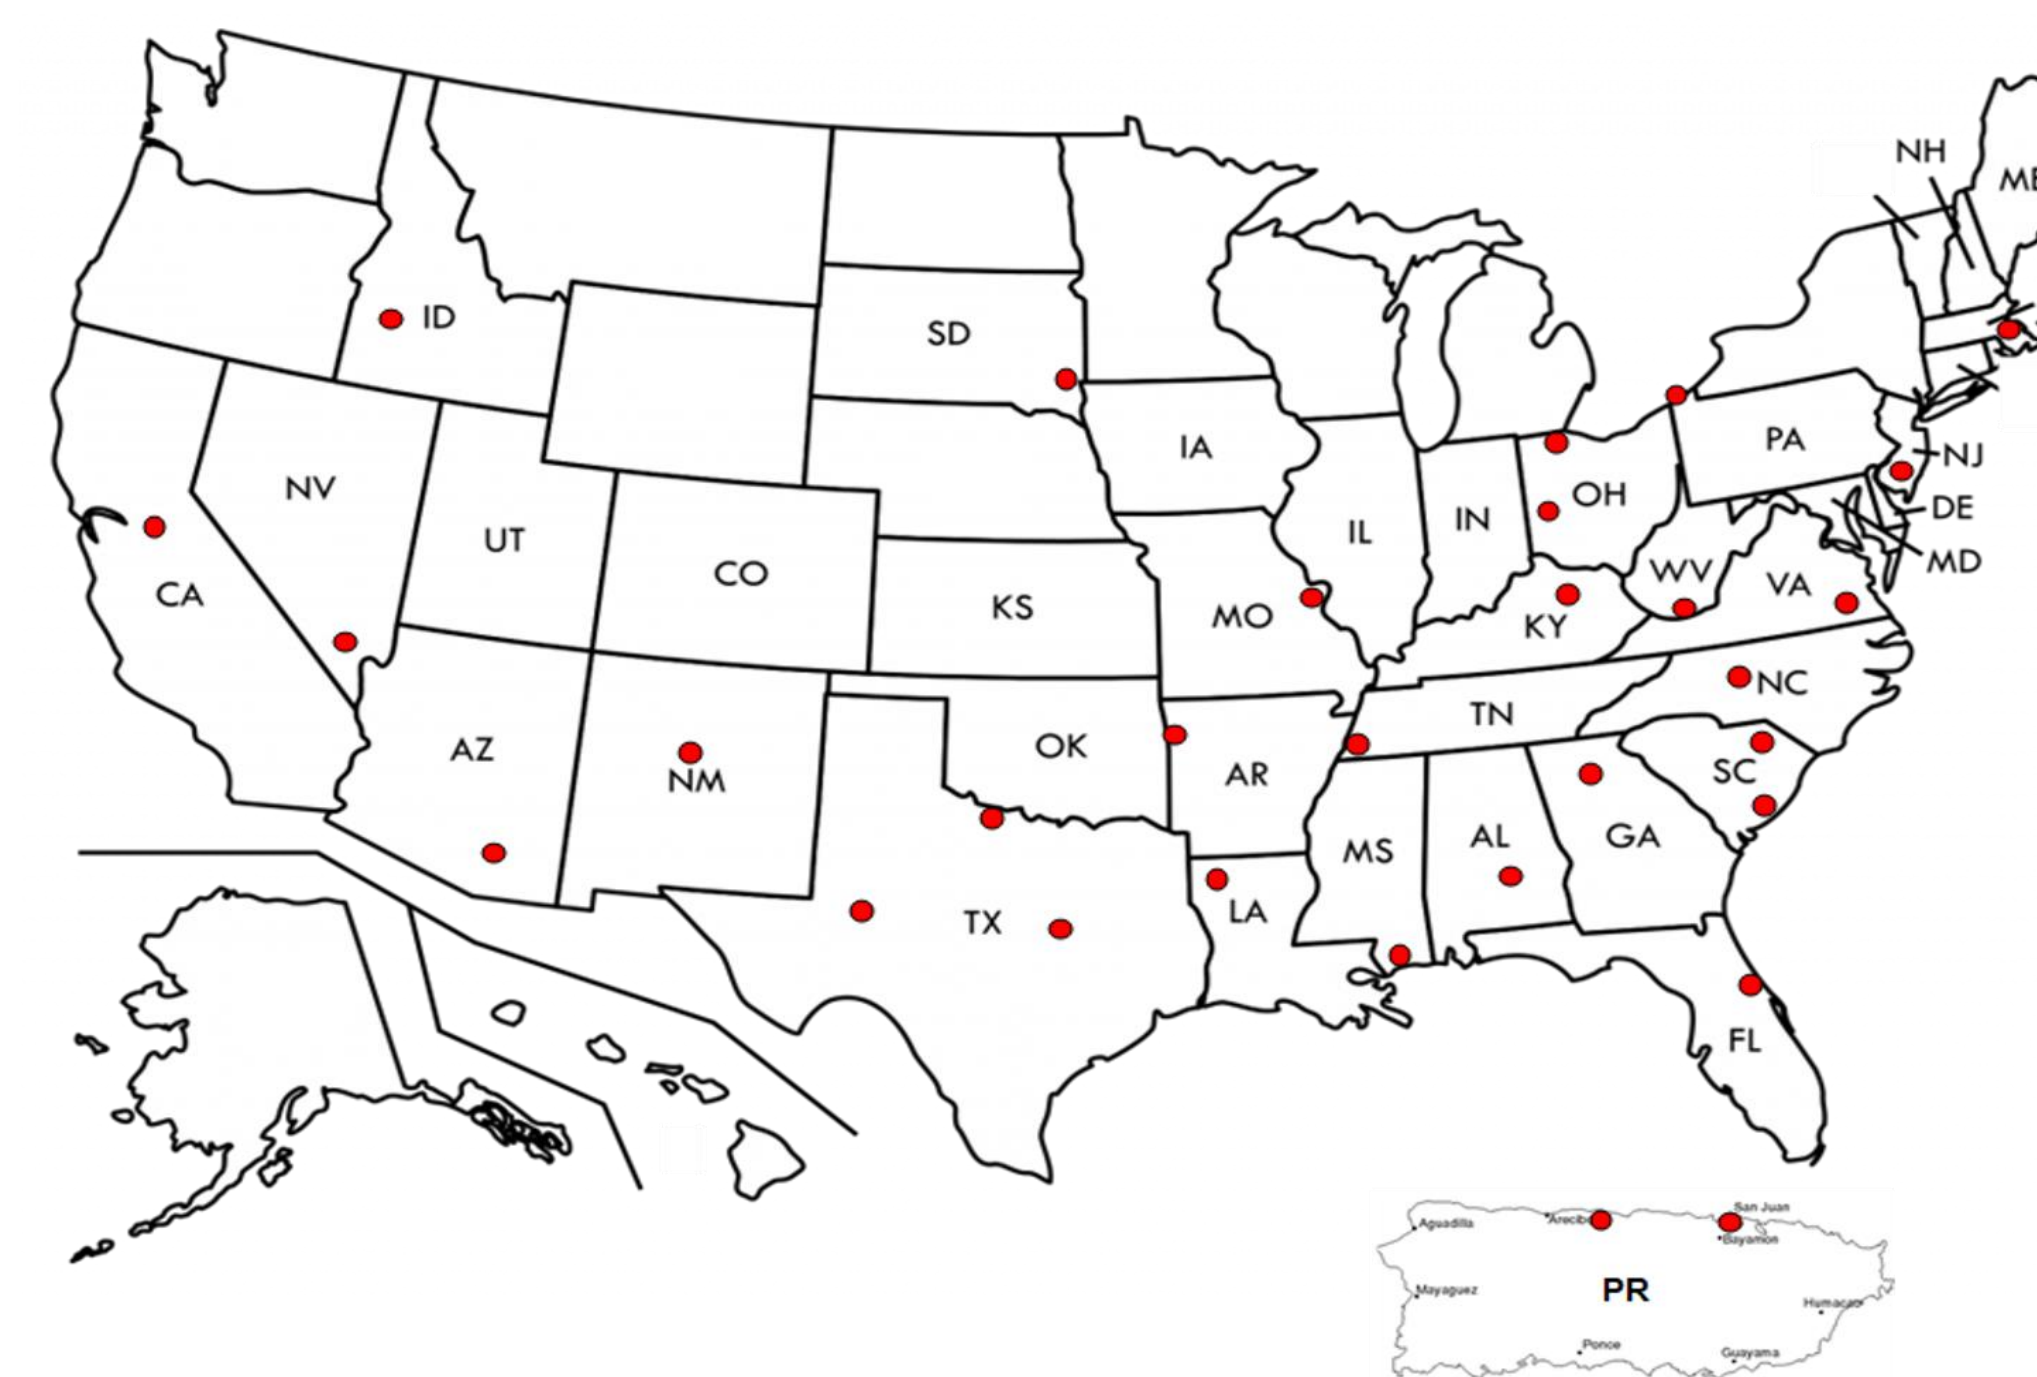 NH
ME
ID
SD
PA
NJ
IA
NV
OH
DE
IN
IL
UT
MD
CO
WV
VA
CA
KS
MO
KY
NC
TN
AZ
OK
SC
NM
AR
AL
GA
MS
LA
TX
FL
San Juan
Arecibo
Aguadilla
Bayamon
PR
Mayaguez
Humacao
Ponce
Guayama